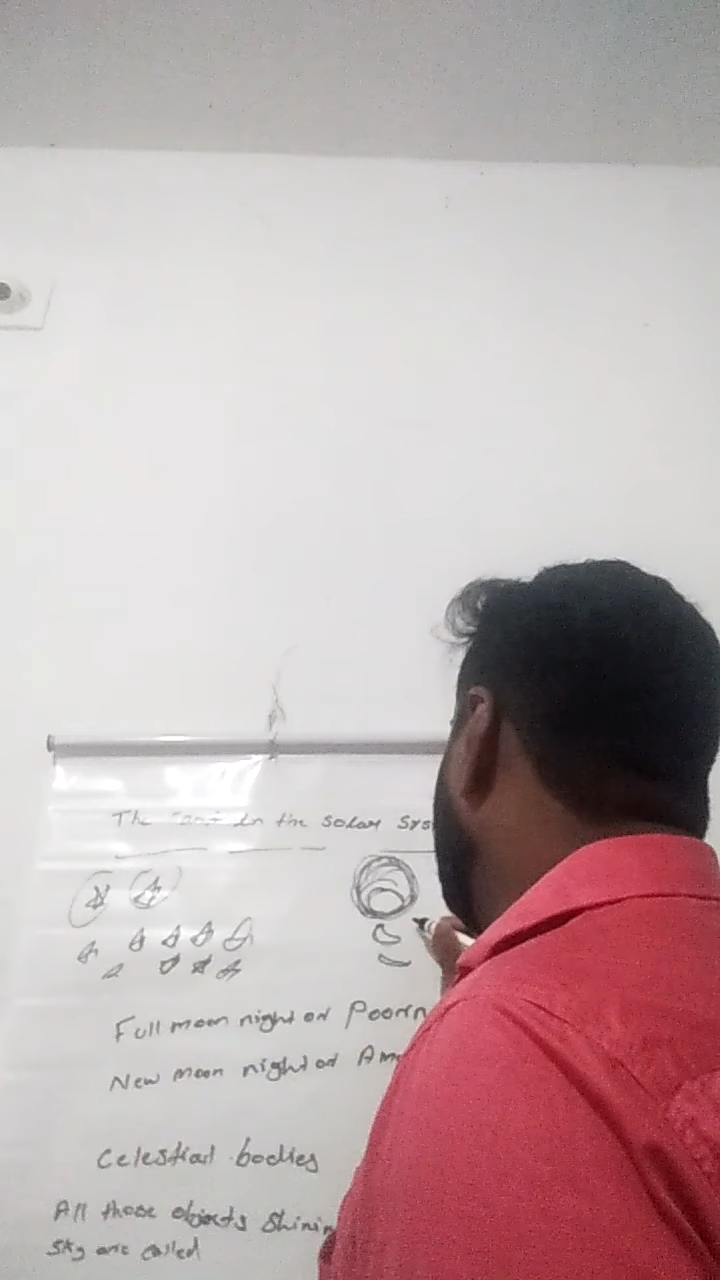 The in the Solar Sys
Full moon night or Poorn
New moon night or Am
Celestial bodies
All those objects Shinin
Sky are called